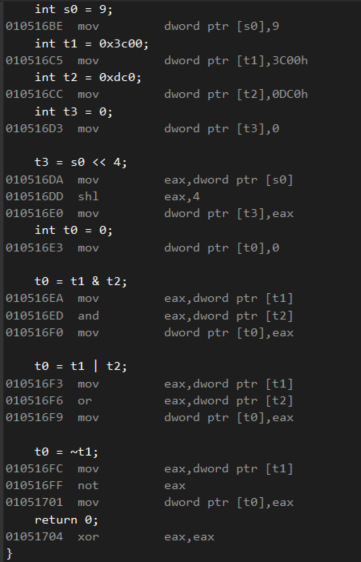 int s0 = 9;
010516BE mov dword ptr [s0],9
int t1 = 0x3c00;
010516C5 mov dword ptr [t1],3C00h
int t2 = 0xdc0;
010516CC mov dword ptr [t2],0DC0h
int t3 = 0;
010516D3 mov dword ptr [t3],0
t3 = s0 << 4;
010516DA mov eax,dword ptr [s0]
010516DD shl eax,4
010516E0 mov dword ptr [t3],eax
int t0 = 0;
010516E3 mov dword ptr [t0],0
t0 = t1 & t2;
010516EA mov eax,dword ptr [t1]
010516ED and eax,dword ptr [t2]
010516F0 mov dword ptr [t0],eax
t0 = t1 | t2;
010516F3 mov eax,dword ptr [t1]
010516F6 or eax,dword ptr [t2]
010516F9 mov dword ptr [t0],eax
t0 = ~t1;
010516FC mov eax,dword ptr [t1]
010516FF not eax
01051701 mov dword ptr [t0],eax
return 0;
01051704 xor eax,eax
}